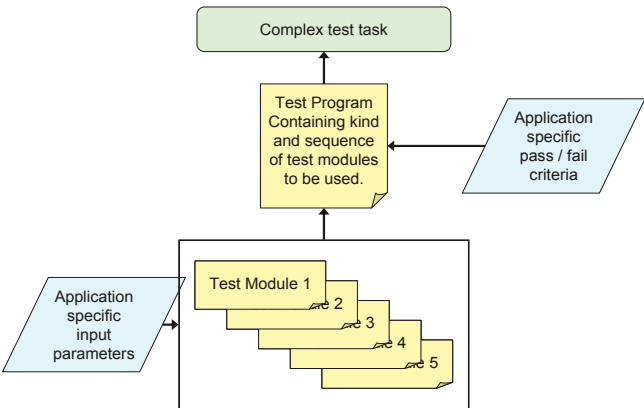 Complex test task
Test Program
Containing kind
and sequence
of test modules
to be used.
Application
specific
pass / fail
criteria
Application
specific
input
parameters
Test Module 1
2
3
4
5